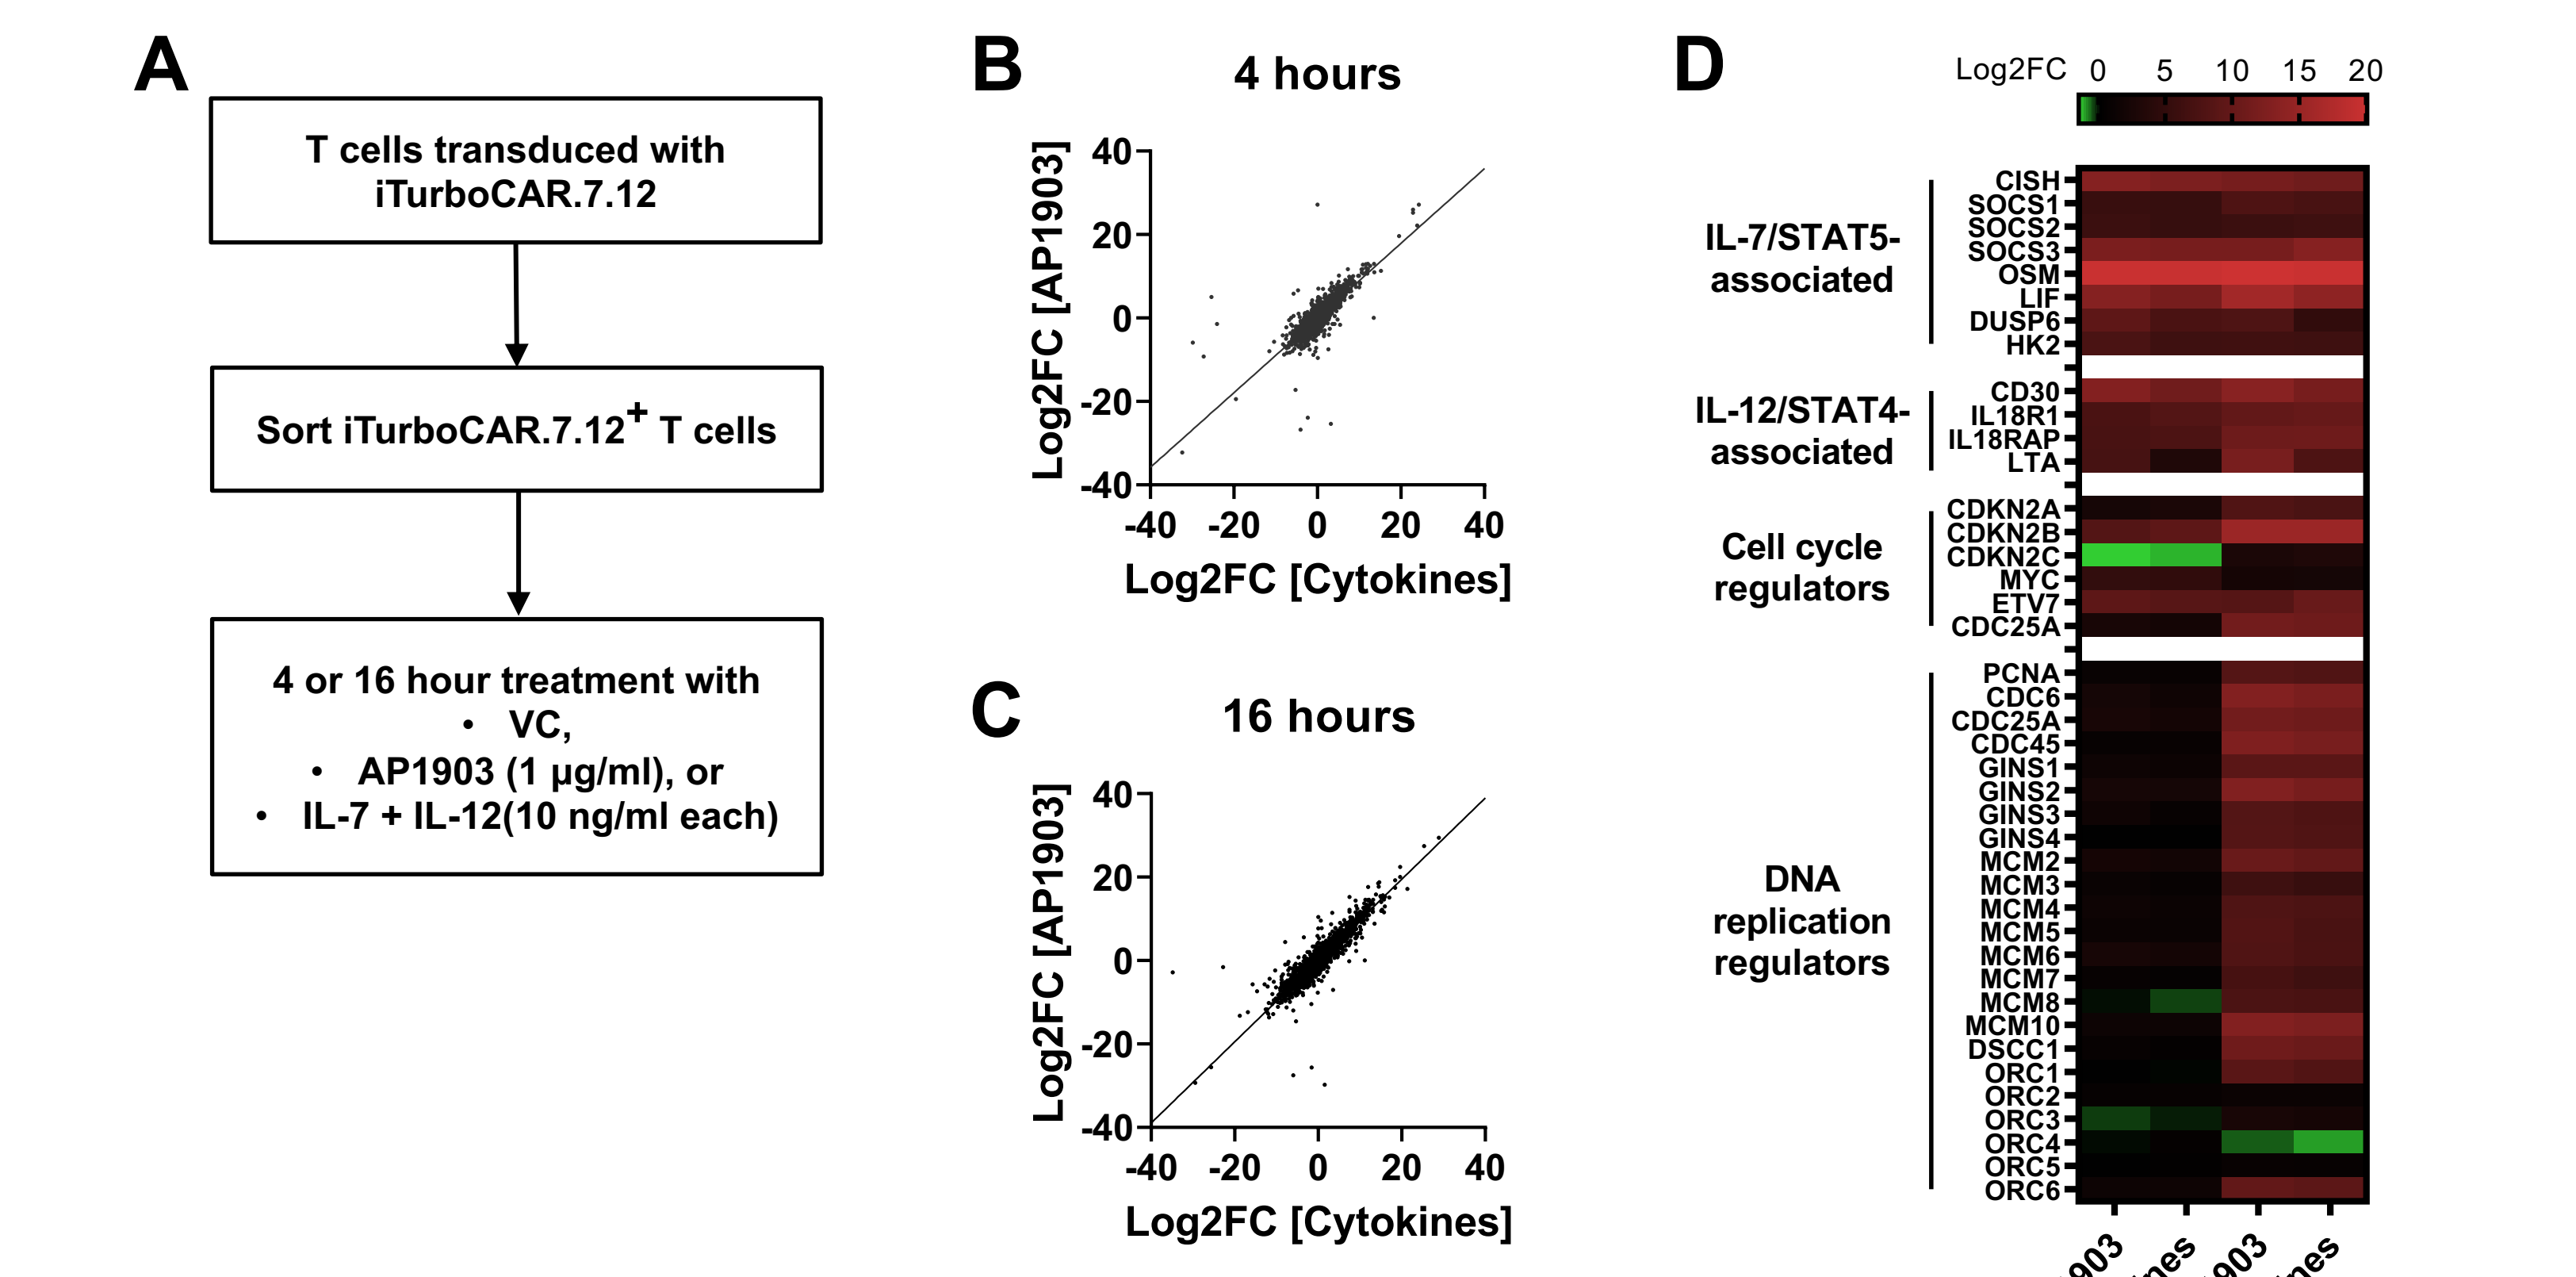 A
T cells transduced with
iTurboCAR.7.12
Sort iTurboCAR.7.12+ T cells
4 or 16 hour treatment with
• VC,
• AP1903 (1 µg/ml), or
• IL-7 + IL-12(10 ng/ml each)
B
4 hours
Log2FC [AP1903]
40
20
0
-20
-40
-40 -20 0 20 40
Log2FC [Cytokines]
C
16 hours
Log2FC [AP1903]
40
20
0
-20
-40
-40 -20 0 20 40
Log2FC [Cytokines]
D
Log2FC 0 5 10 15 20
IL-7/STAT5-
associated
CISH
SOCS1
SOCS2
SOCS3
OSM
LIF
DUSP6
HK2
IL-12/STAT4-
associated
CD30
IL18R1
IL18RAP
LTA
Cell cycle
regulators
CDKN2A
CDKN2B
CDKN2C
MYC
ETV7
CDC25A
DNA
replication
regulators
PCNA
CDC6
CDC25A
CDC45
GINS1
GINS2
GINS3
GINS4
MCM2
MCM3
MCM4
MCM5
MCM6
MCM7
MCM8
MCM10
DSCC1
ORC1
ORC2
ORC3
ORC4
ORC5
ORC6